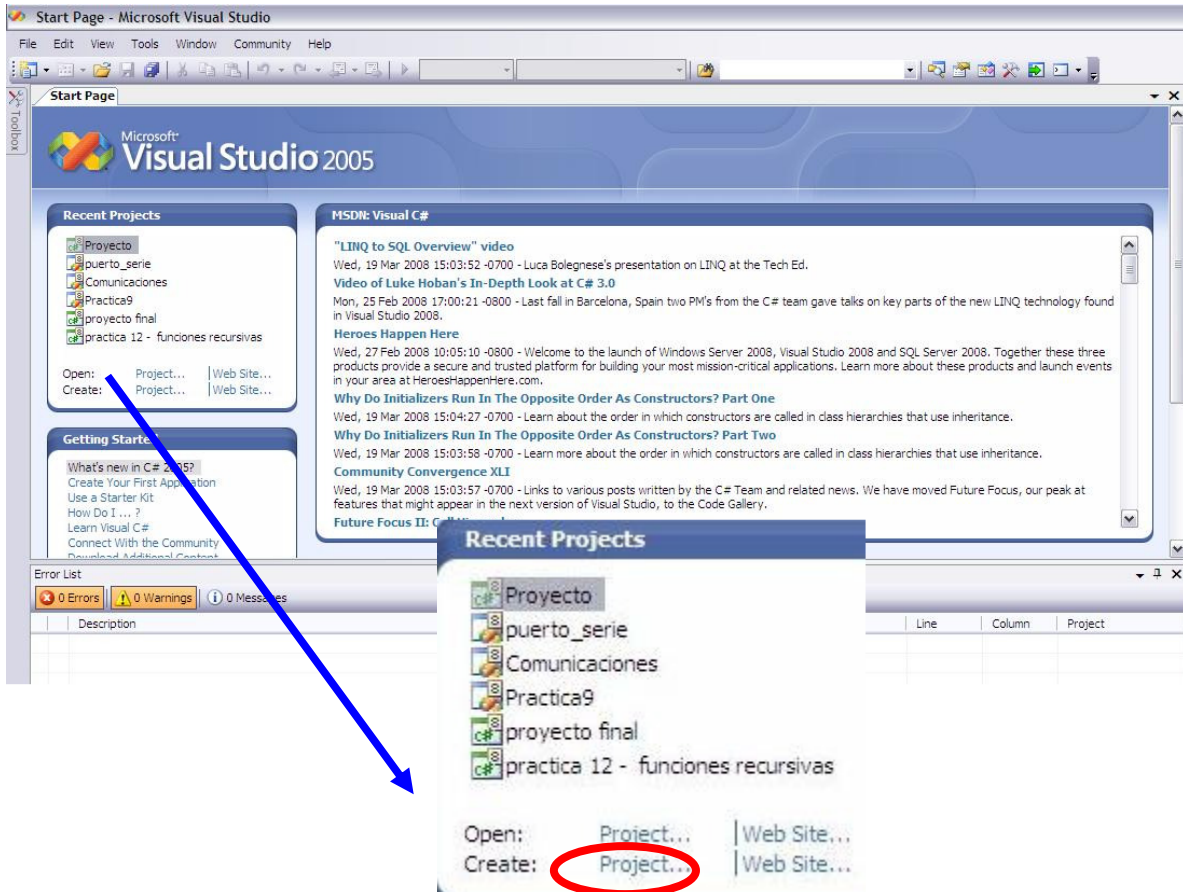 Start Page - Microsoft Visual Studio
File Edit View Tools Window Community Help
Toolbox
Start Page
Microsoft
Visual Studio 2005
Recent Projects
Proyecto
puerto_serie
Comunicaciones
Practica9
proyecto final
practica 12 - funciones recursivas
Open: Project... Web Site...
Create: Project... Web Site...
Getting Started
What's new in C# 2005?
Create Your First Application
Use a Starter Kit
How Do I ... ?
Learn Visual C#
Connect With the Community
Download Additional Content
MSDN: Visual C#
"LINQ to SQL Overview" video
Wed, 19 Mar 2008 15:03:52 -0700 - Luca Bolegnese's presentation on LINQ at the Tech Ed.
Video of Luke Hoban's In-Depth Look at C# 3.0
Mon, 25 Feb 2008 17:00:21 -0800 - Last fall in Barcelona, Spain two PM's from the C# team gave talks on key parts of the new LINQ technology found
in Visual Studio 2008.
Heroes Happen Here
Wed, 27 Feb 2008 10:05:10 -0800 - Welcome to the launch of Windows Server 2008, Visual Studio 2008 and SQL Server 2008. Together these three
products provide a secure and trusted platform for building your most mission-critical applications. Learn more about these products and launch events
in your area at HeroesHappenHere.com.
Why Do Initializers Run In The Opposite Order As Constructors? Part One
Wed, 19 Mar 2008 15:04:27 -0700 - Learn about the order in which constructors are called in class hierarchies that use inheritance.
Why Do Initializers Run In The Opposite Order As Constructors? Part Two
Wed, 19 Mar 2008 15:03:58 -0700 - Learn more about the order in which constructors are called in class hierarchies that use inheritance.
Community Convergence XLI
Wed, 19 Mar 2008 15:03:57 -0700 - Links to various posts written by the C# Team and related news. We have moved Future Focus, our peak at
features that might appear in the next version of Visual Studio, to the Code Gallery.
Future Focus II:
Error List
0 Errors 0 Warnings 0 Messages
Description Line Column Project
Recent Projects
Proyecto
puerto_serie
Comunicaciones
Practica9
proyecto final
practica 12 - funciones recursivas
Open: Project... Web Site...
Create: Project... Web Site...